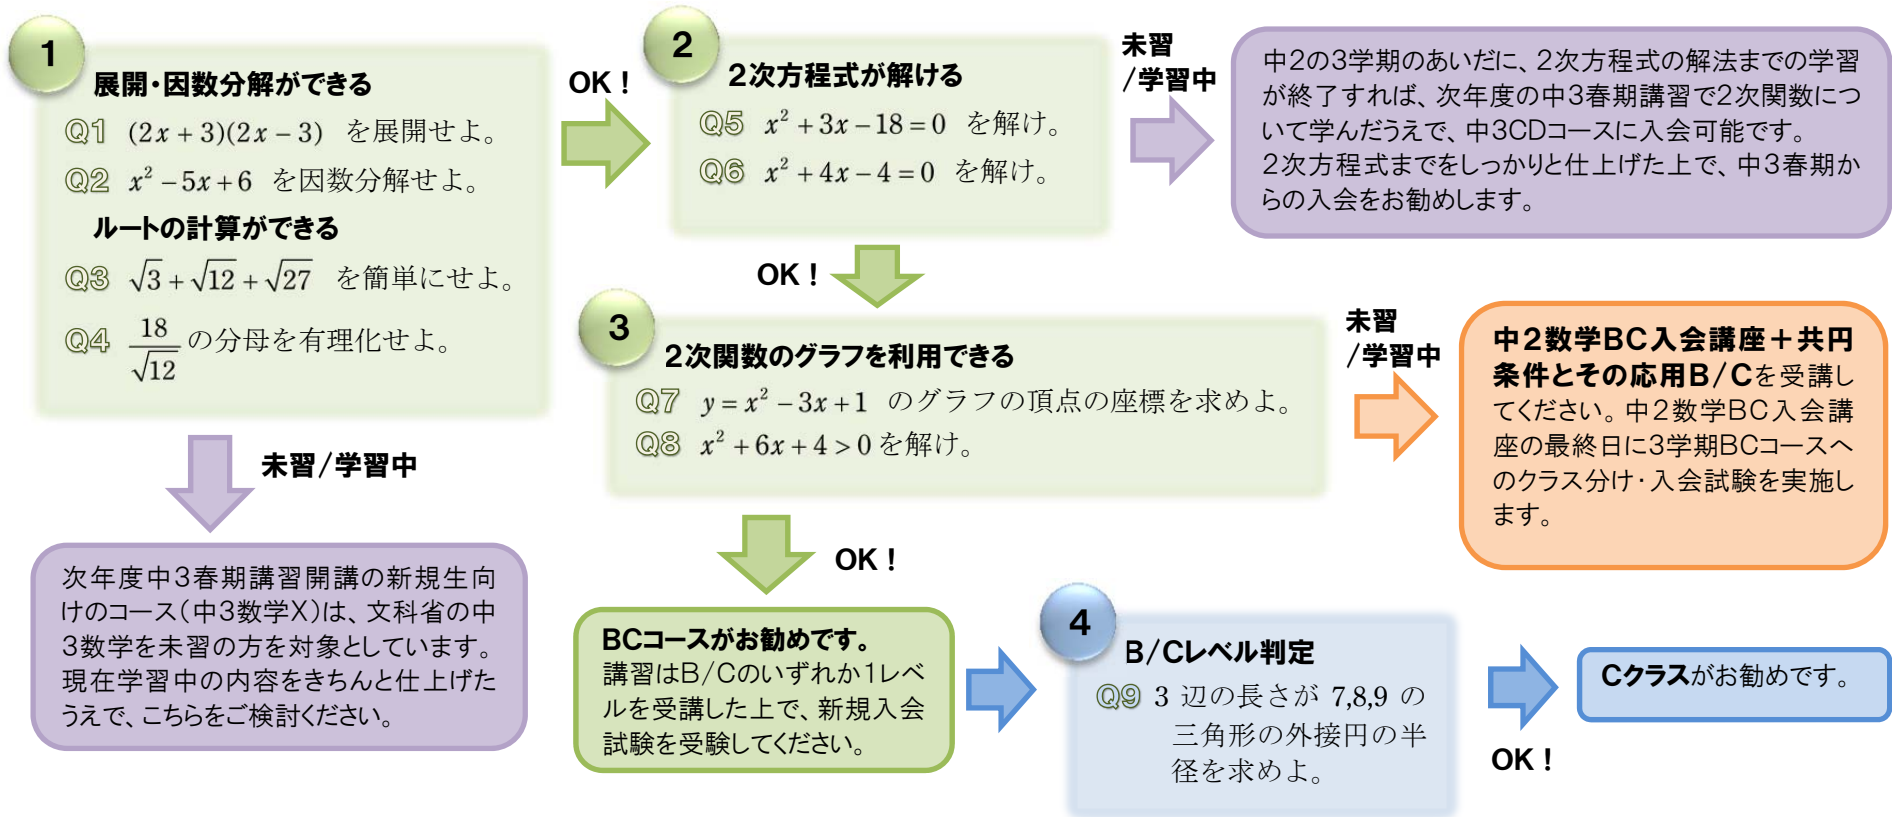 1
展開・因数分解ができる
Q1 (2x+3)(2x−3) を展開せよ。
Q2 x²−5x+6 を因数分解せよ。
ルートの計算ができる
Q3 √3+√12+√27 を簡単にせよ。
Q4 18/√12 の分母を有理化せよ。
OK！
未習/学習中
次年度中3春期講習開講の新規生向
けのコース(中3数学X)は、文科省の中
3数学を未習の方を対象としています。
現在学習中の内容をきちんと仕上げた
うえで、こちらをご検討ください。
2
2次方程式が解ける
Q5 x²+3x−18=0 を解け。
Q6 x²+4x−4=0 を解け。
未習
/学習中
中2の3学期のあいだに、2次方程式の解法までの学習
が終了すれば、次年度の中3春期講習で2次関数につ
いて学んだうえで、中3CDコースに入会可能です。
2次方程式までをしっかりと仕上げた上で、中3春期か
らの入会をお勧めします。
OK！
3
2次関数のグラフを利用できる
Q7 y=x²−3x+1 のグラフの頂点の座標を求めよ。
Q8 x²+6x+4>0 を解け。
未習
/学習中
中2数学BC入会講座＋共円
条件とその応用B/Cを受講し
てください。中2数学BC入会講
座の最終日に3学期BCコースへ
のクラス分け・入会試験を実施し
ます。
OK！
BCコースがお勧めです。
講習はB/Cのいずれか1レベ
ルを受講した上で、新規入会
試験を受験してください。
4
B/Cレベル判定
Q9 3 辺の長さが 7,8,9 の
三角形の外接円の半
径を求めよ。
OK！
Cクラスがお勧めです。